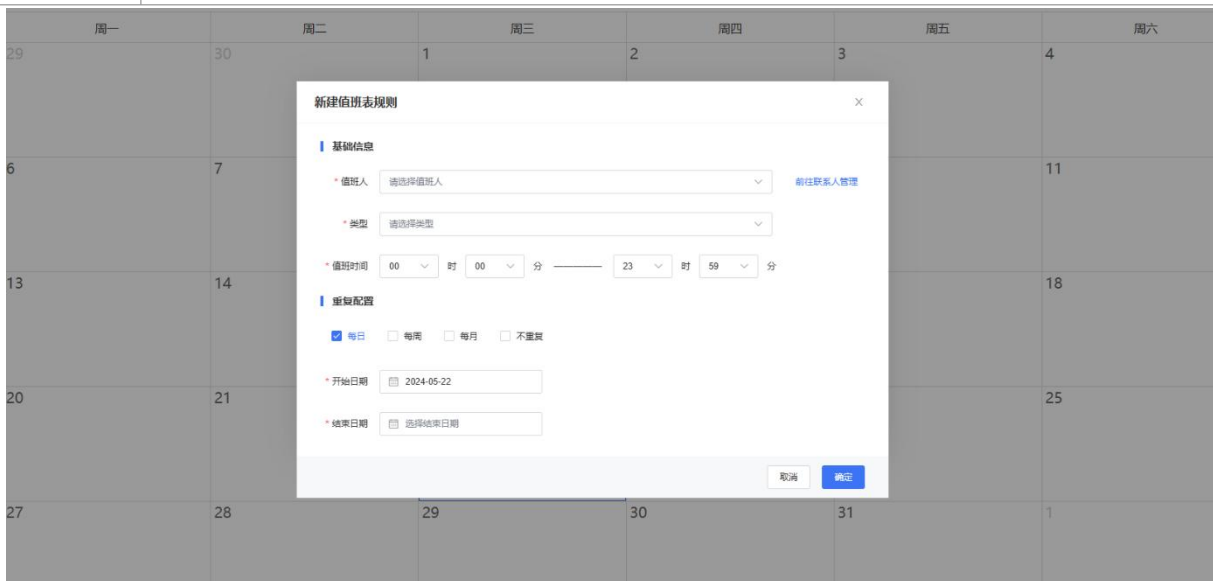 周一 周二 周三 周四 周五 周六
29 30 1 2 3 4
新建值班表规则
基础信息
6 7 11
* 值班人 请选择值班人 前往联系人管理
* 类型 请选择类型
* 值班时间 00 时 00 分 ———— 23 时 59 分
13 14 18
重复配置
每日 每周 每月 不重复
* 开始日期 2024-05-22
20 21 25
* 结束日期 选择结束日期
取消 确定
27 28 29 30 31 1